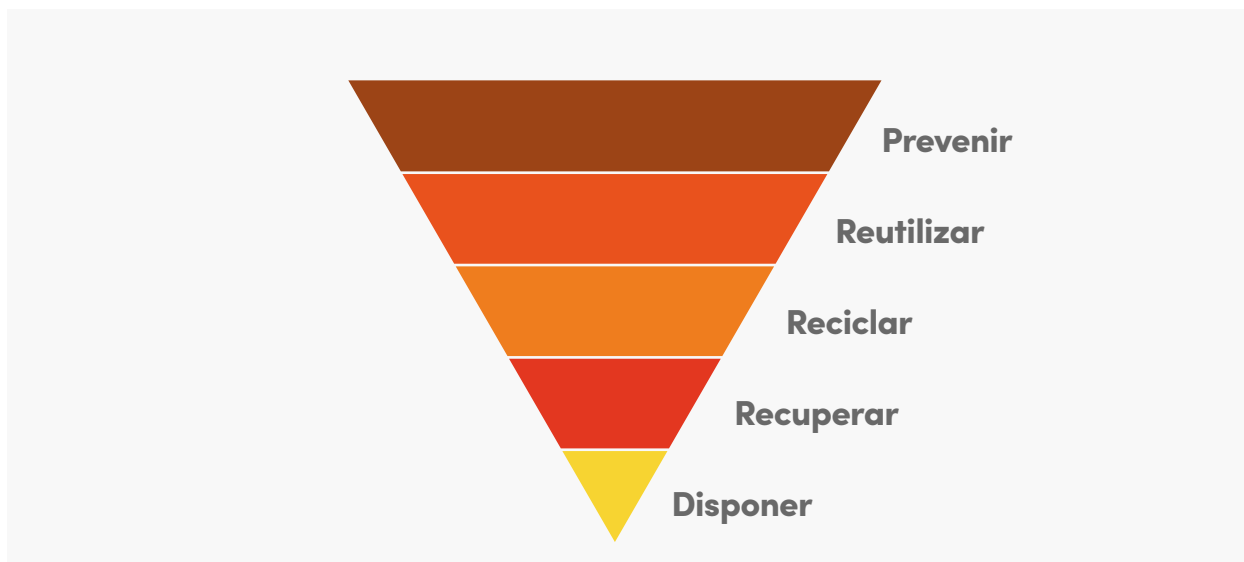 Prevenir
Reutilizar
Reciclar
Recuperar
Disponer